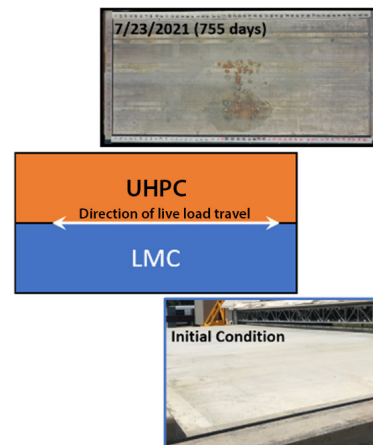 7/23/2021 (755 days)
UHPC
Direction of live load travel
LMC
Initial Condition